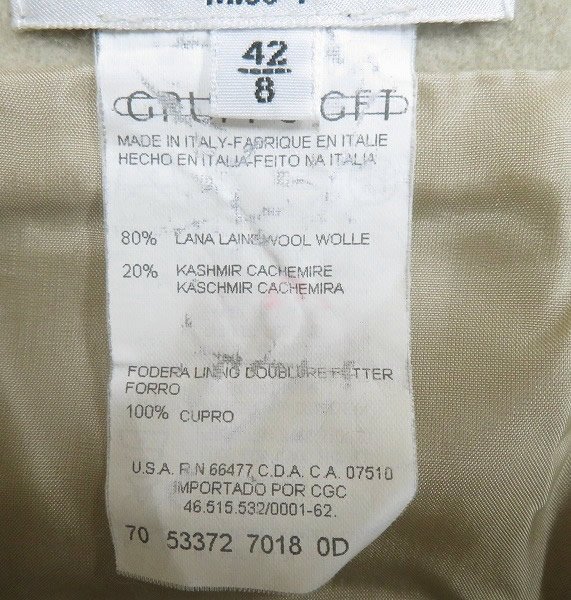 42
8
GFT
MADE IN ITALY-FABRIQUE EN ITALIE
HECHO EN ITALIA-FEITO NA ITALIA
80% LANA LAINE WOOL WOLLE
20% KASHMIR CACHEMIRE
KASCHMIR CACHEMIRA
FODERA LINING DOUBLURE FUTTER
FORRO
100% CUPRO
U.S.A. R.N 66477 C.D.A. C.A. 07510
IMPORTADO POR CGC
46.515.532/0001-62.
70 53372 7018 0D